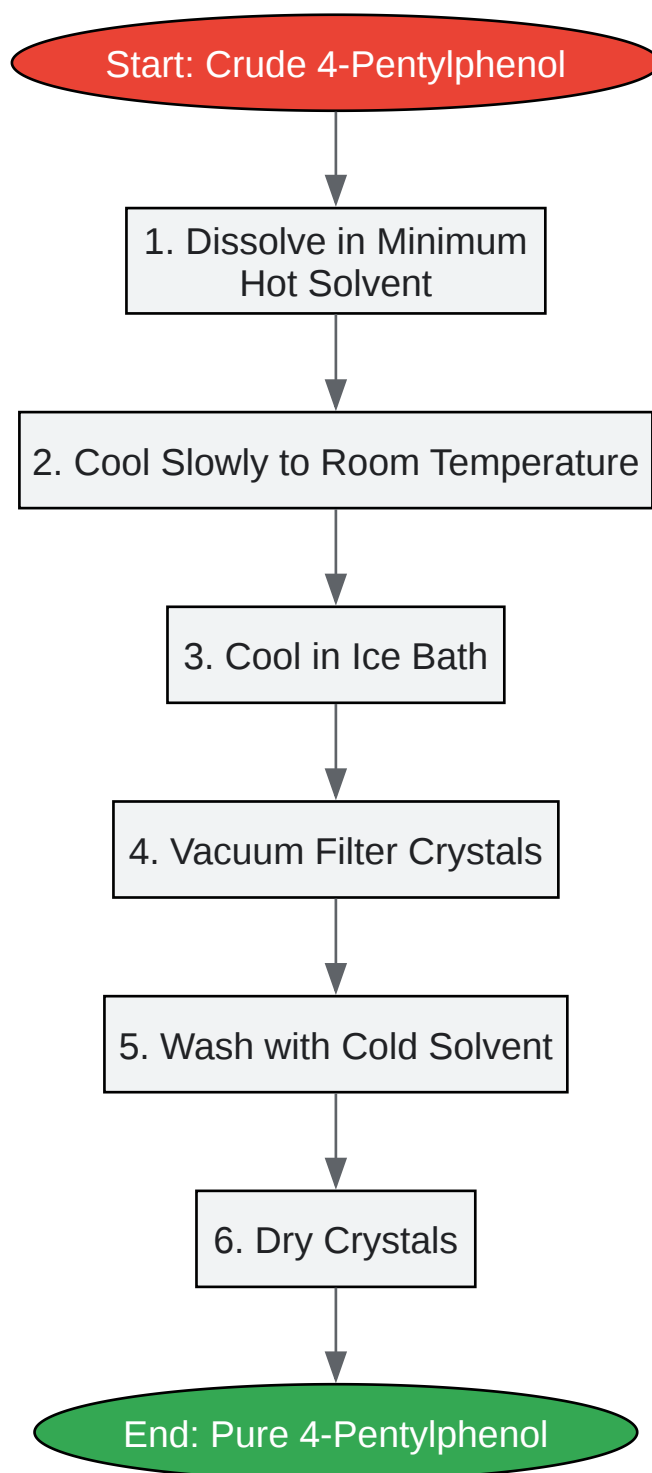 Start: Crude 4-Pentylphenol
1. Dissolve in Minimum
Hot Solvent
2. Cool Slowly to Room Temperature
3. Cool in Ice Bath
4. Vacuum Filter Crystals
5. Wash with Cold Solvent
6. Dry Crystals
End: Pure 4-Pentylphenol